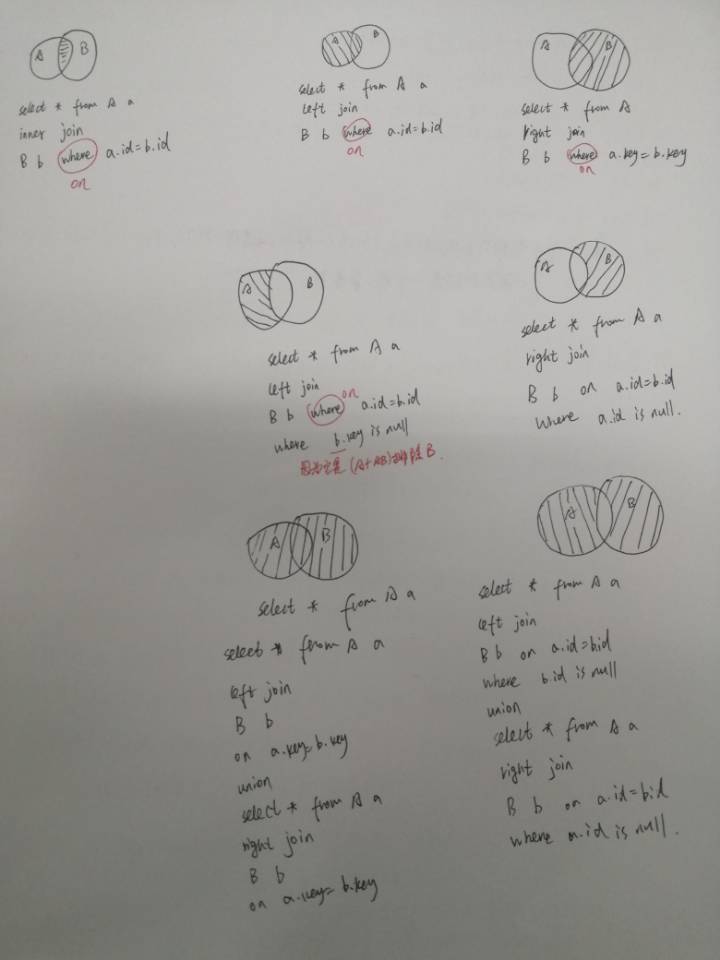 A B
select * from A a
inner join
B b where a.id=b.id
on
A B
select * from A a
left join
B b where a.id=b.id
on
A B
select * from A
right join
B b where a.key=b.key
on
A B
select * from A a
left join
on
B b where a.id=b.id
where b.key is null
(A+AB) B.
A B
select * from A a
right join
B b on a.id=b.id
where a.id is null.
A B
select * from A a
select * from A a
left join
B b
on a.key=b.key
union
select * from A a
right join
B b
on a.key=b.key
A B
select * from A a
left join
B b on a.id=b.id
where b.id is null
union
select * from A a
right join
B b on a.id=b.id
where a.id is null.